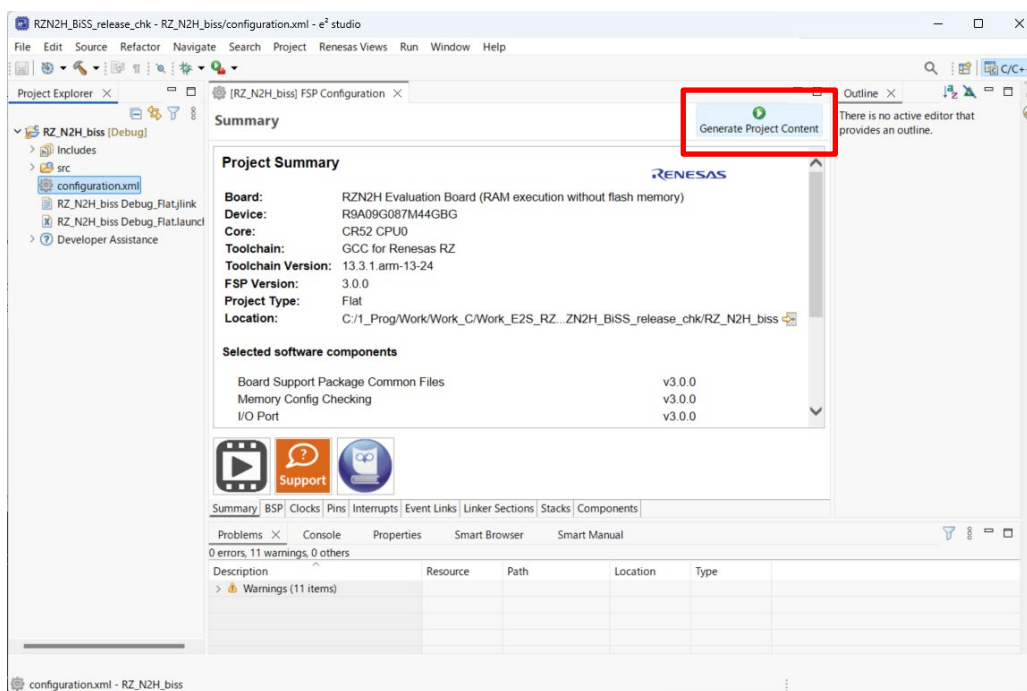 RZN2H_BiSS_release_chk - RZ_N2H_biss/configuration.xml - e² studio
File Edit Source Refactor Navigate Search Project Renesas Views Run Window Help
C/C+
Project Explorer
[RZ_N2H_biss] FSP Configuration
Outline
RZ_N2H_biss [Debug]
Includes
src
configuration.xml
RZ_N2H_biss Debug_Flat.jlink
RZ_N2H_biss Debug_Flat.launcl
Developer Assistance
Summary
Generate Project Content
There is no active editor that
provides an outline.
Project Summary
RENESAS
Board: RZN2H Evaluation Board (RAM execution without flash memory)
Device: R9A09G087M44GBG
Core: CR52 CPU0
Toolchain: GCC for Renesas RZ
Toolchain Version: 13.3.1.arm-13-24
FSP Version: 3.0.0
Project Type: Flat
Location: C:/1_Prog/Work/Work_C/Work_E2S_RZ...ZN2H_BiSS_release_chk/RZ_N2H_biss
Selected software components
Board Support Package Common Files v3.0.0
Memory Config Checking v3.0.0
I/O Port v3.0.0
Support
Summary BSP Clocks Pins Interrupts Event Links Linker Sections Stacks Components
Problems Console Properties Smart Browser Smart Manual
0 errors, 11 warnings, 0 others
Description Resource Path Location Type
Warnings (11 items)
configuration.xml - RZ_N2H_biss